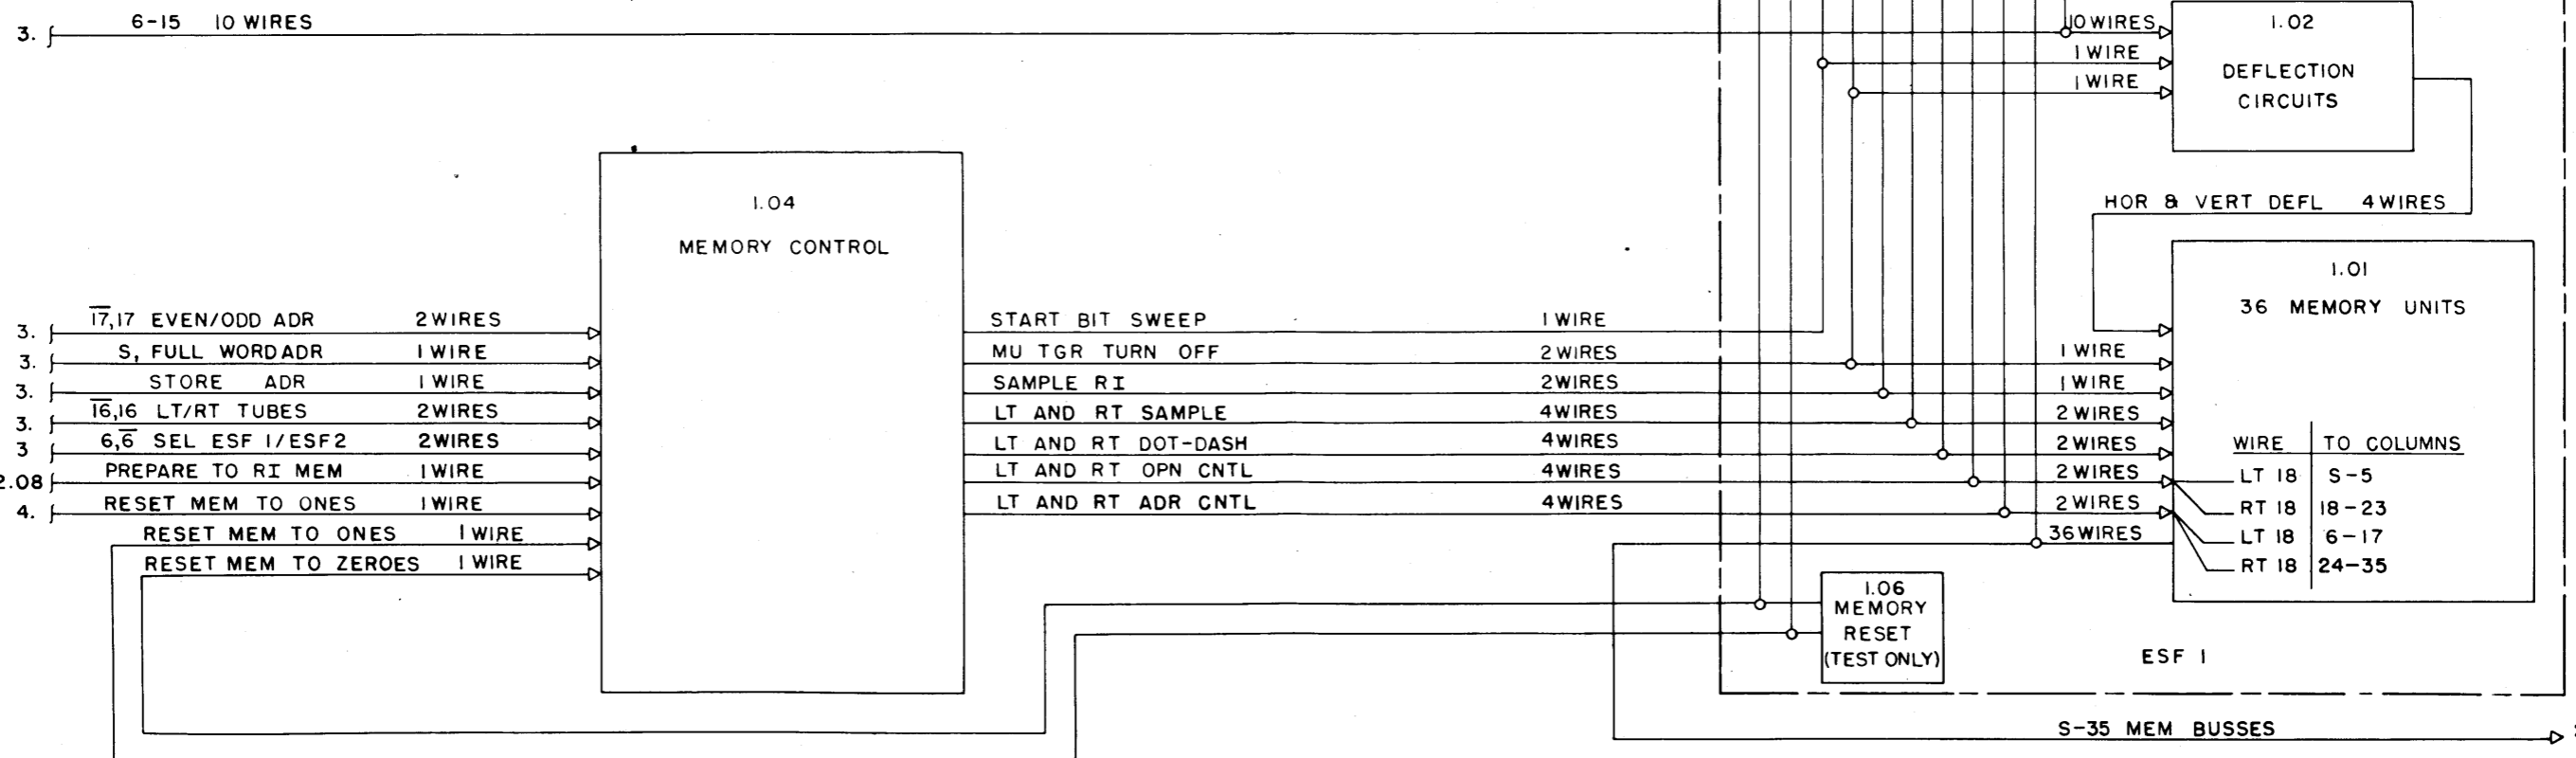 3. 6-15 10 WIRES
10 WIRES
1 WIRE
1 WIRE
1.02
DEFLECTION
CIRCUITS
HOR & VERT DEFL 4 WIRES
1.04
MEMORY CONTROL
3. 1̅7̅,17 EVEN/ODD ADR 2 WIRES
3. S, FULL WORD ADR 1 WIRE
3. STORE ADR 1 WIRE
3. 1̅6̅,16 LT/RT TUBES 2 WIRES
3 6,6̅ SEL ESF 1/ESF2 2 WIRES
2.08 PREPARE TO RI MEM 1 WIRE
4. RESET MEM TO ONES 1 WIRE
RESET MEM TO ONES 1 WIRE
RESET MEM TO ZEROES 1 WIRE
START BIT SWEEP 1 WIRE
MU TGR TURN OFF 2 WIRES
SAMPLE RI 2 WIRES
LT AND RT SAMPLE 4 WIRES
LT AND RT DOT-DASH 4 WIRES
LT AND RT OPN CNTL 4 WIRES
LT AND RT ADR CNTL 4 WIRES
1 WIRE
1 WIRE
2 WIRES
2 WIRES
2 WIRES
2 WIRES
36 WIRES
1.01
36 MEMORY UNITS
WIRE TO COLUMNS
LT 18 S-5
RT 18 18-23
LT 18 6-17
RT 18 24-35
1.06
MEMORY
RESET
(TEST ONLY)
ESF 1
S-35 MEM BUSSES